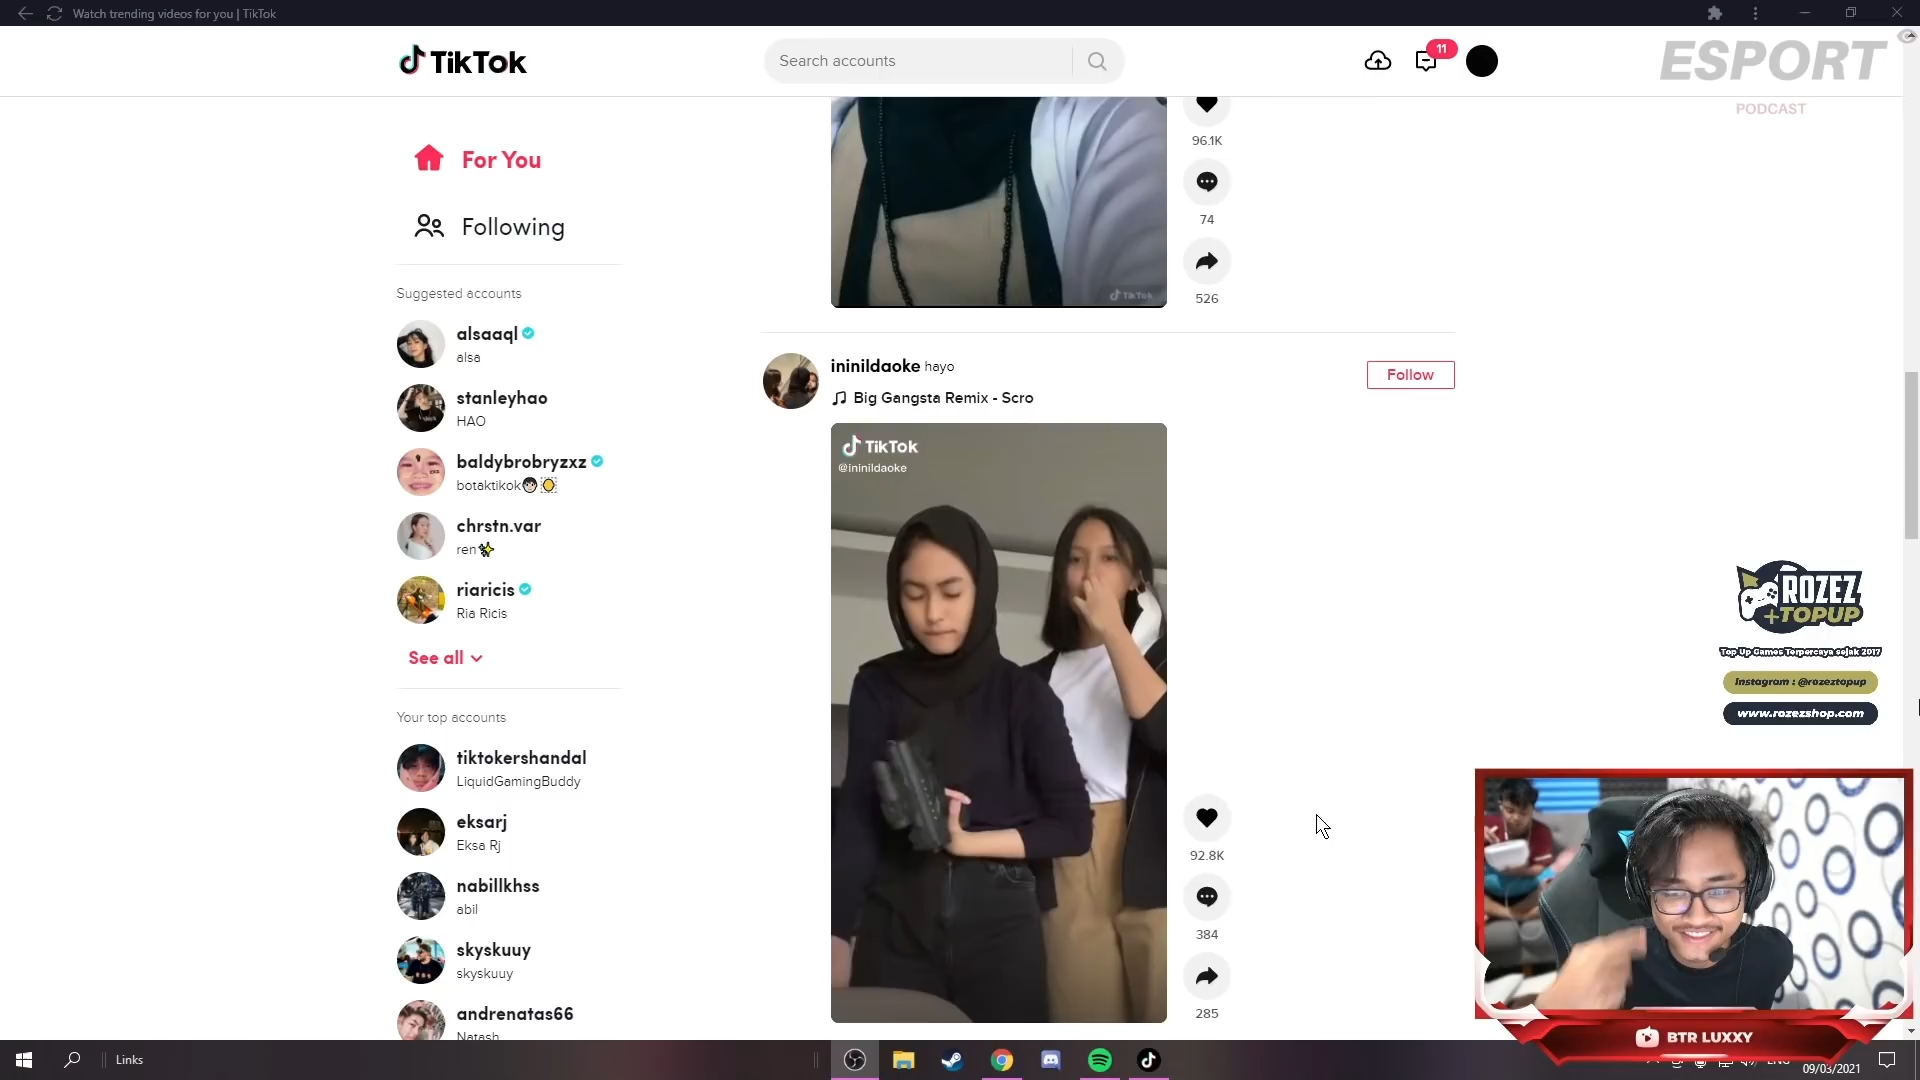 Watch trending videos for you | TikTok
TikTok
Search accounts
11
ESPORT
PODCAST
For You
Following
Suggested accounts
alsaaql
alsa
stanleyhao
HAO
baldybrobryzxz
botaktikok
chrstn.var
ren
riaricis
Ria Ricis
See all
Your top accounts
tiktokershandal
LiquidGamingBuddy
eksarj
Eksa Rj
nabillkhss
abil
skyskuuy
skyskuuy
andrenatas66
Natash
96.1K
74
526
TikTok
ininildaoke hayo
Big Gangsta Remix - Scro
Follow
TikTok
@ininildaoke
92.8K
384
285
ROZEZ
+TOPUP
Top Up Games Terpercaya sejak 2017
Instagram : @rozeztopup
www.rozezshop.com
BTR LUXXY
Links
ENG
09/03/2021